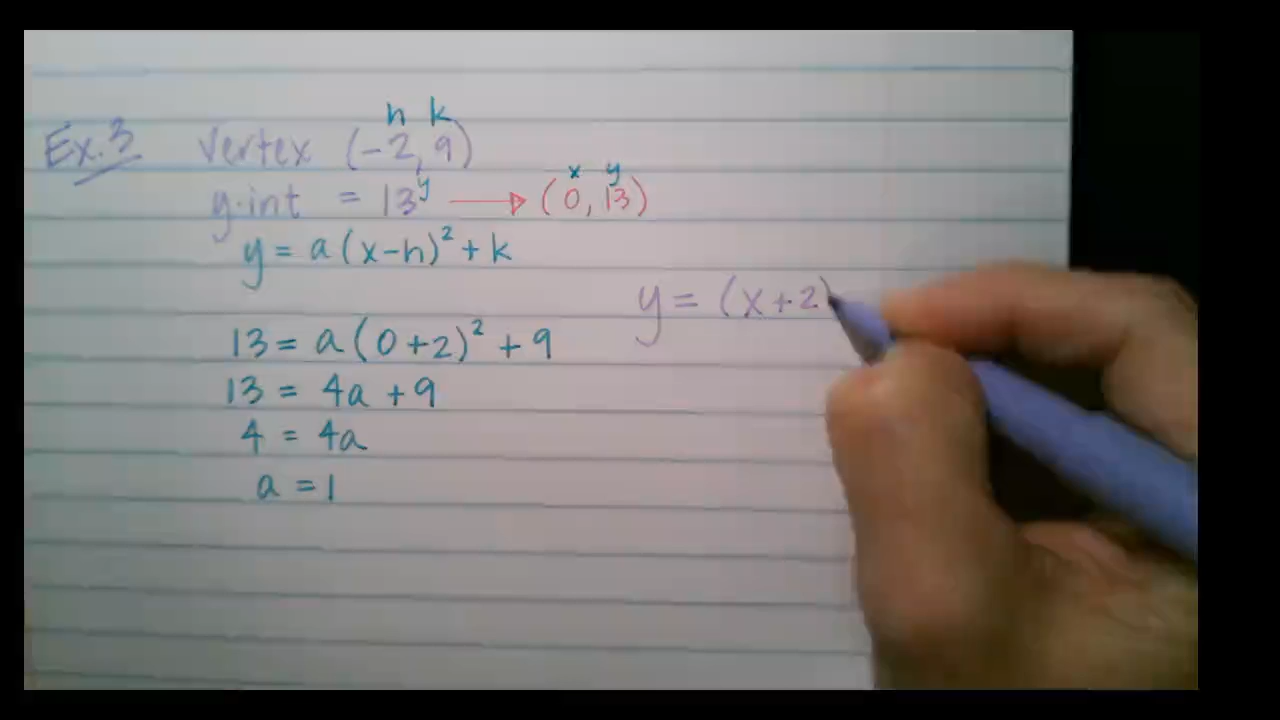 h k
Ex.3 vertex (-2, 9)
x y
y-int = 13 y → (0, 13)
y = a(x-h)² + k
y = (x+2)
13 = a(0+2)² + 9
13 = 4a + 9
4 = 4a
a = 1